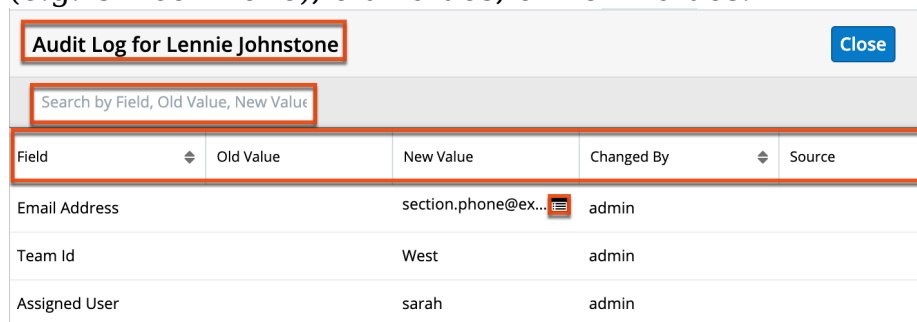 Audit Log for Lennie Johnstone
Close
Search by Field, Old Value, New Value
Field Old Value New Value Changed By Source
Email Address section.phone@ex... admin
Team Id West admin
Assigned User sarah admin